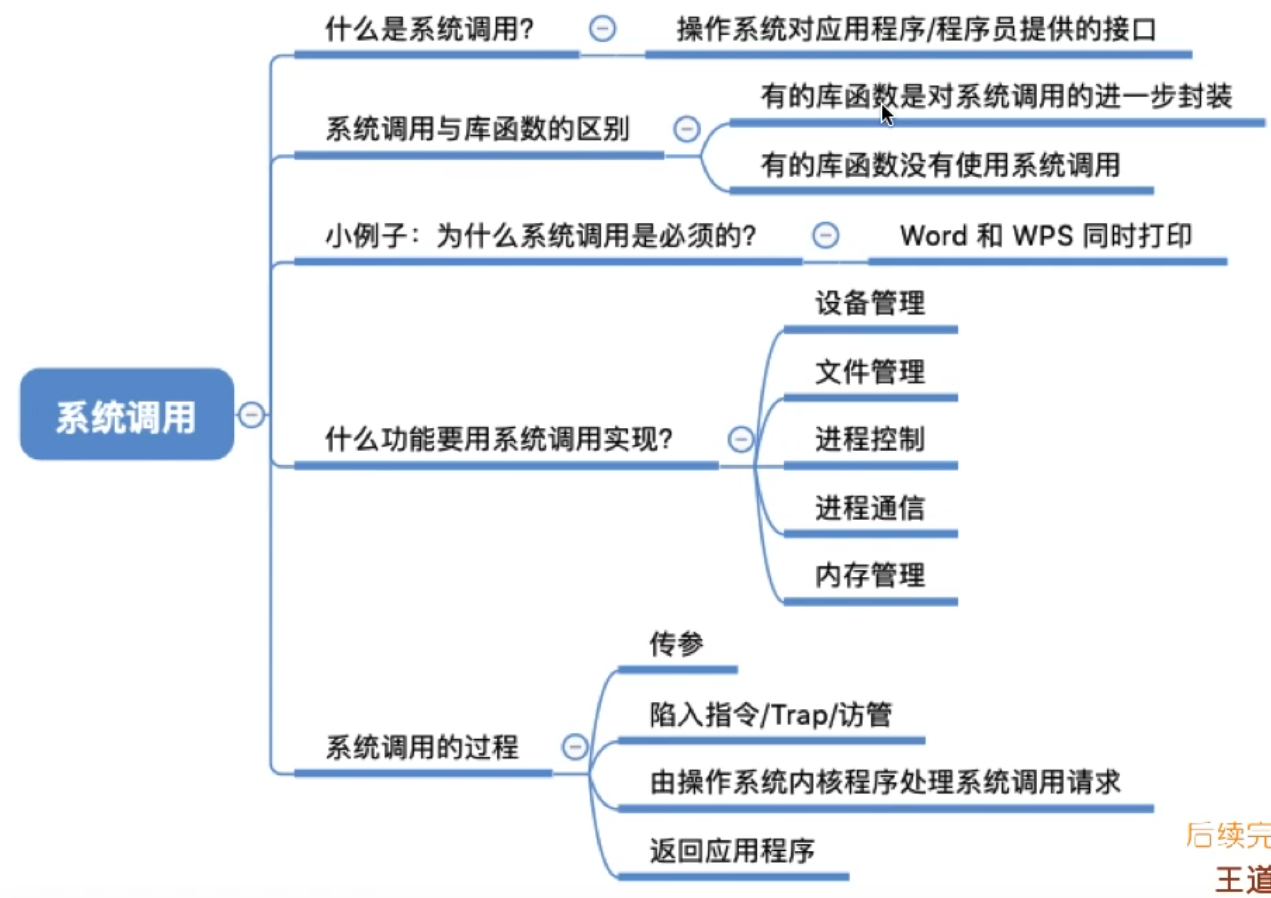 什么是系统调用?
操作系统对应用程序/程序员提供的接口
系统调用与库函数的区别
有的库函数是对系统调用的进一步封装
有的库函数没有使用系统调用
小例子：为什么系统调用是必须的?
Word 和 WPS 同时打印
系统调用
什么功能要用系统调用实现?
设备管理
文件管理
进程控制
进程通信
内存管理
系统调用的过程
传参
陷入指令/Trap/访管
由操作系统内核程序处理系统调用请求
返回应用程序
后续完
王道